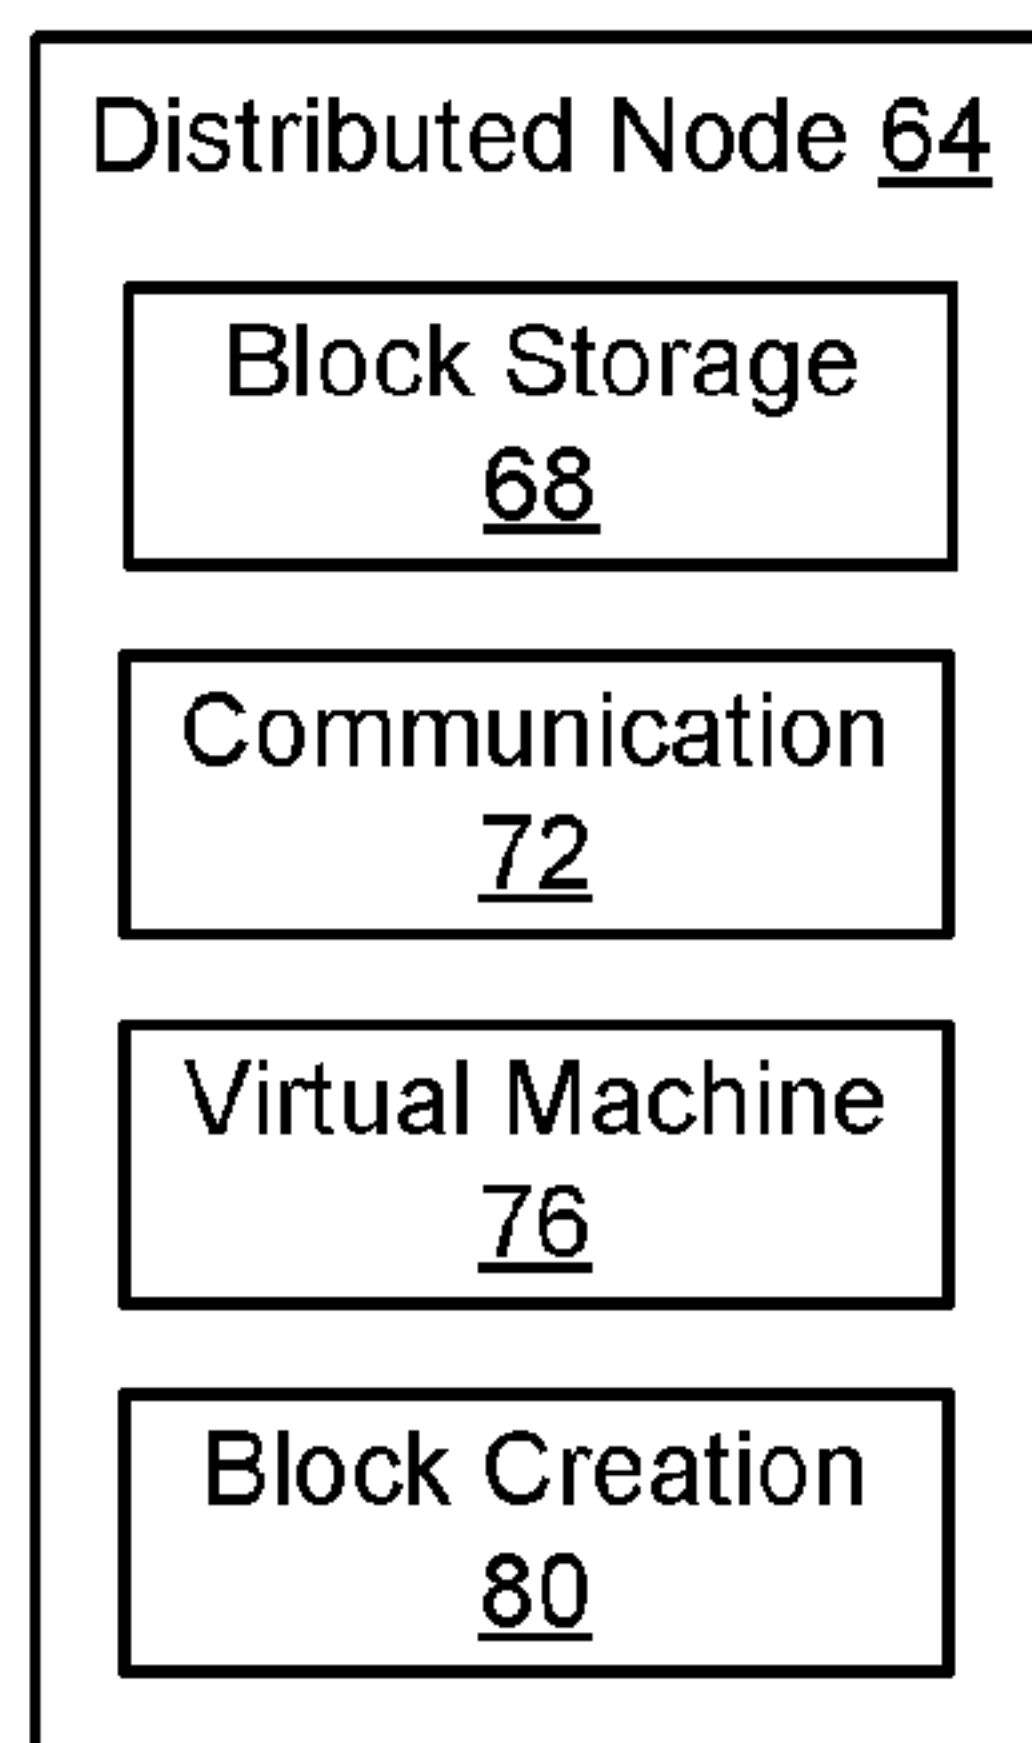 Distributed Node 64
Block Storage
68
Communication
72
Virtual Machine
76
Block Creation
80